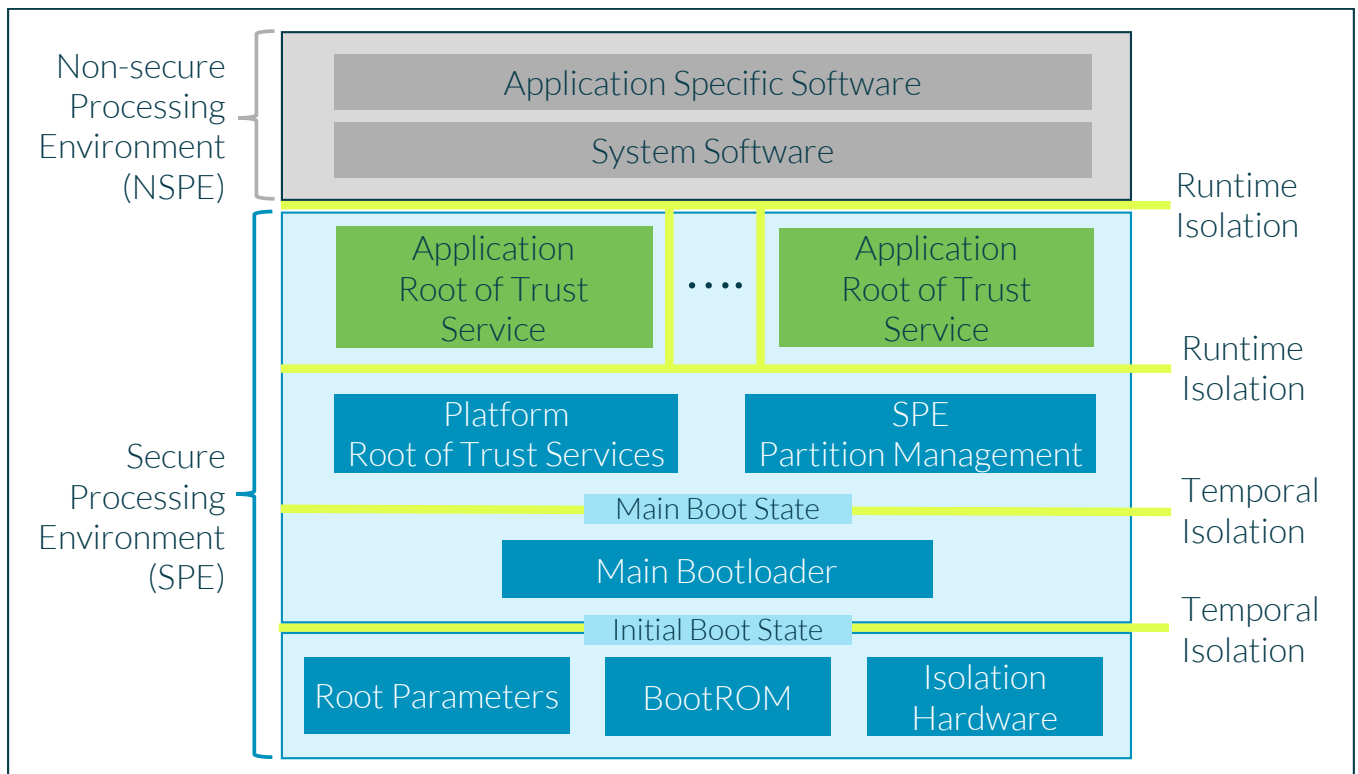 Non-secure
Processing
Environment
(NSPE)
Application Specific Software
System Software
Runtime
Isolation
Application
Root of Trust
Service
....
Application
Root of Trust
Service
Runtime
Isolation
Platform
Root of Trust Services
SPE
Partition Management
Secure
Processing
Environment
(SPE)
Main Boot State
Temporal
Isolation
Main Bootloader
Initial Boot State
Temporal
Isolation
Root Parameters
BootROM
Isolation
Hardware